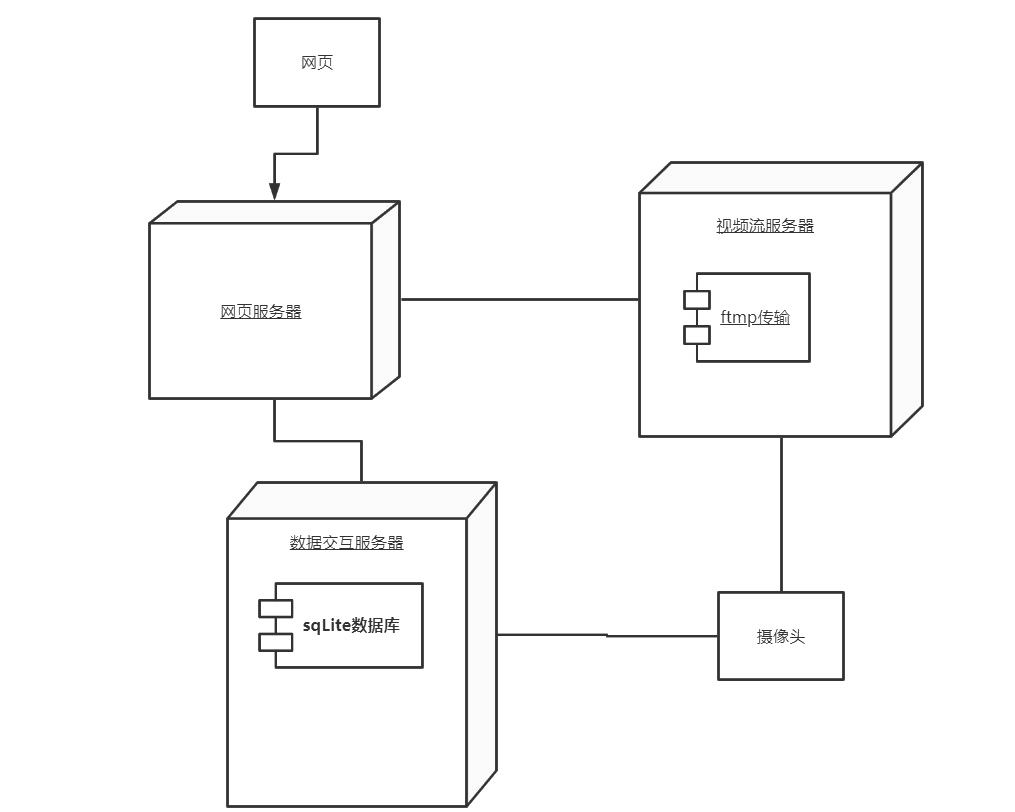 网页
视频流服务器
网页服务器
ftmp传输
数据交互服务器
sqLite数据库
摄像头